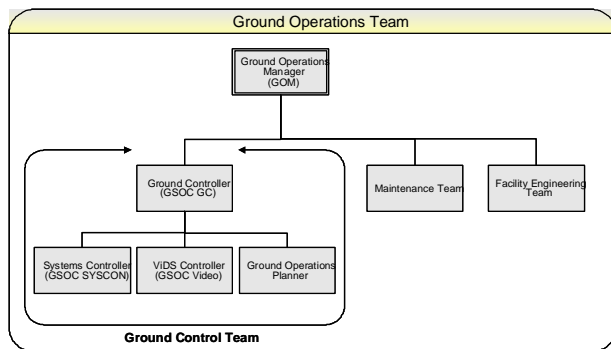 Ground Operations Team
Ground Operations
Manager
(GOM)
Ground Controller
(GSOC GC)
Maintenance Team
Facility Engineering
Team
Systems Controller
(GSOC SYSCON)
ViDS Controller
(GSOC Video)
Ground Operations
Planner
Ground Control Team